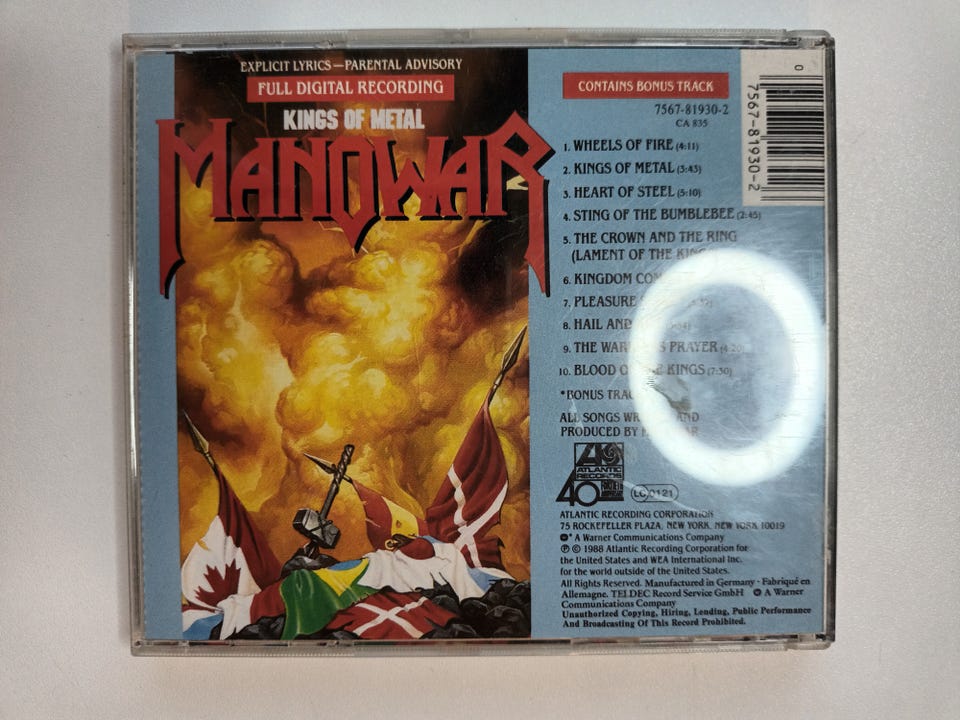 EXPLICIT LYRICS—PARENTAL ADVISORY
FULL DIGITAL RECORDING
KINGS OF METAL
MANOWAR
CONTAINS BONUS TRACK
7567-81930-2
CA 835
1. WHEELS OF FIRE (4:11)
2. KINGS OF METAL (3:43)
3. HEART OF STEEL (5:10)
4. STING OF THE BUMBLEBEE (2:45)
5. THE CROWN AND THE RING
(LAMENT OF THE
6. KINGDOM
7. PLEASURE
8. HAIL AND
9. THE PRAYER (4:20)
10. BLOOD KINGS (7:30)
*BONUS
ALL SONGS AND
PRODUCED BY
0
7567-81930-2
ATLANTIC
RECORDS
40
LC 0121
ATLANTIC RECORDING CORPORATION
75 ROCKEFELLER PLAZA, NEW YORK, NEW YORK 10019
A Warner Communications Company
℗ © 1988 Atlantic Recording Corporation for
the United States and WEA International Inc.
for the world outside of the United States.
All Rights Reserved. Manufactured in Germany · Fabriqué en
Allemagne. TELDEC Record Service GmbH A Warner
Communications Company
Unauthorized Copying, Hiring, Lending, Public Performance
And Broadcasting Of This Record Prohibited.